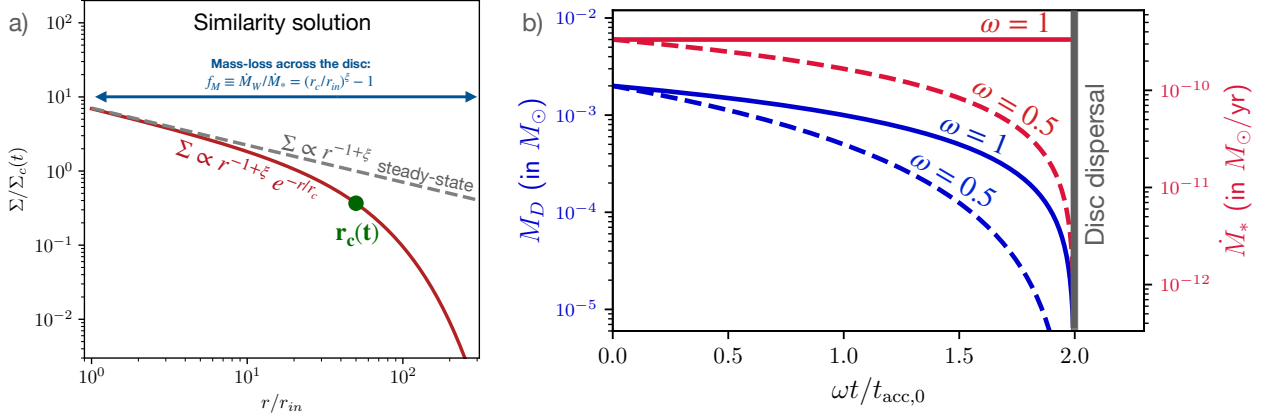 a)
Similarity solution
Mass-loss across the disc:
f_M ≡ Ṁ_W/Ṁ_* = (r_c/r_in)^ξ − 1
Σ ∝ r^{−1+ξ} steady-state
Σ ∝ r^{−1+ξ} e^{−r/r_c}
r_c(t)
Σ/Σ_c(t)
10^2
10^1
10^0
10^{−1}
10^{−2}
10^0
10^1
10^2
r/r_in
b)
M_D (in M_⊙)
10^{−2}
10^{−3}
10^{−4}
10^{−5}
ω = 1
ω = 0.5
ω = 1
ω = 0.5
Disc dispersal
10^{−10}
10^{−11}
10^{−12}
Ṁ_* (in M_⊙/yr)
0.0
0.5
1.0
1.5
2.0
ωt/t_{acc,0}